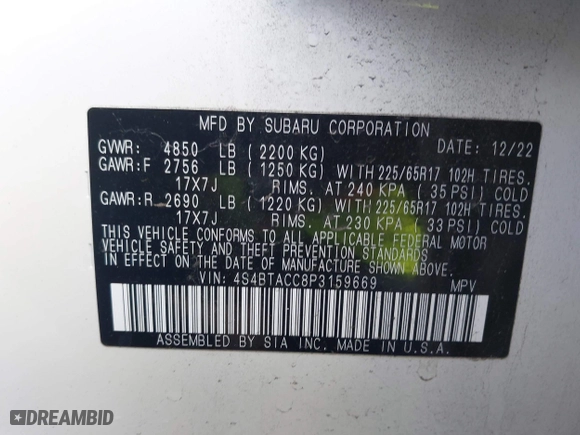 MFD BY SUBARU CORPORATION
GVWR: 4850 LB (2200 KG) DATE: 12/22
GAWR:F 2756 LB (1250 KG) WITH 225/65R17 102H TIRES.
17X7J RIMS. AT 240 KPA (35 PSI) COLD
GAWR:R 2690 LB (1220 KG) WITH 225/65R17 102H TIRES.
17X7J RIMS. AT 230 KPA (33 PSI) COLD
THIS VEHICLE CONFORMS TO ALL APPLICABLE FEDERAL MOTOR
VEHICLE SAFETY AND THEFT PREVENTION STANDARDS
IN EFFECT ON THE DATE OF MANUFACTURE SHOWN ABOVE.
VIN: 4S4BTACC8P3159669 MPV
ASSEMBLED BY SIA INC. MADE IN U.S.A.
DREAMBID